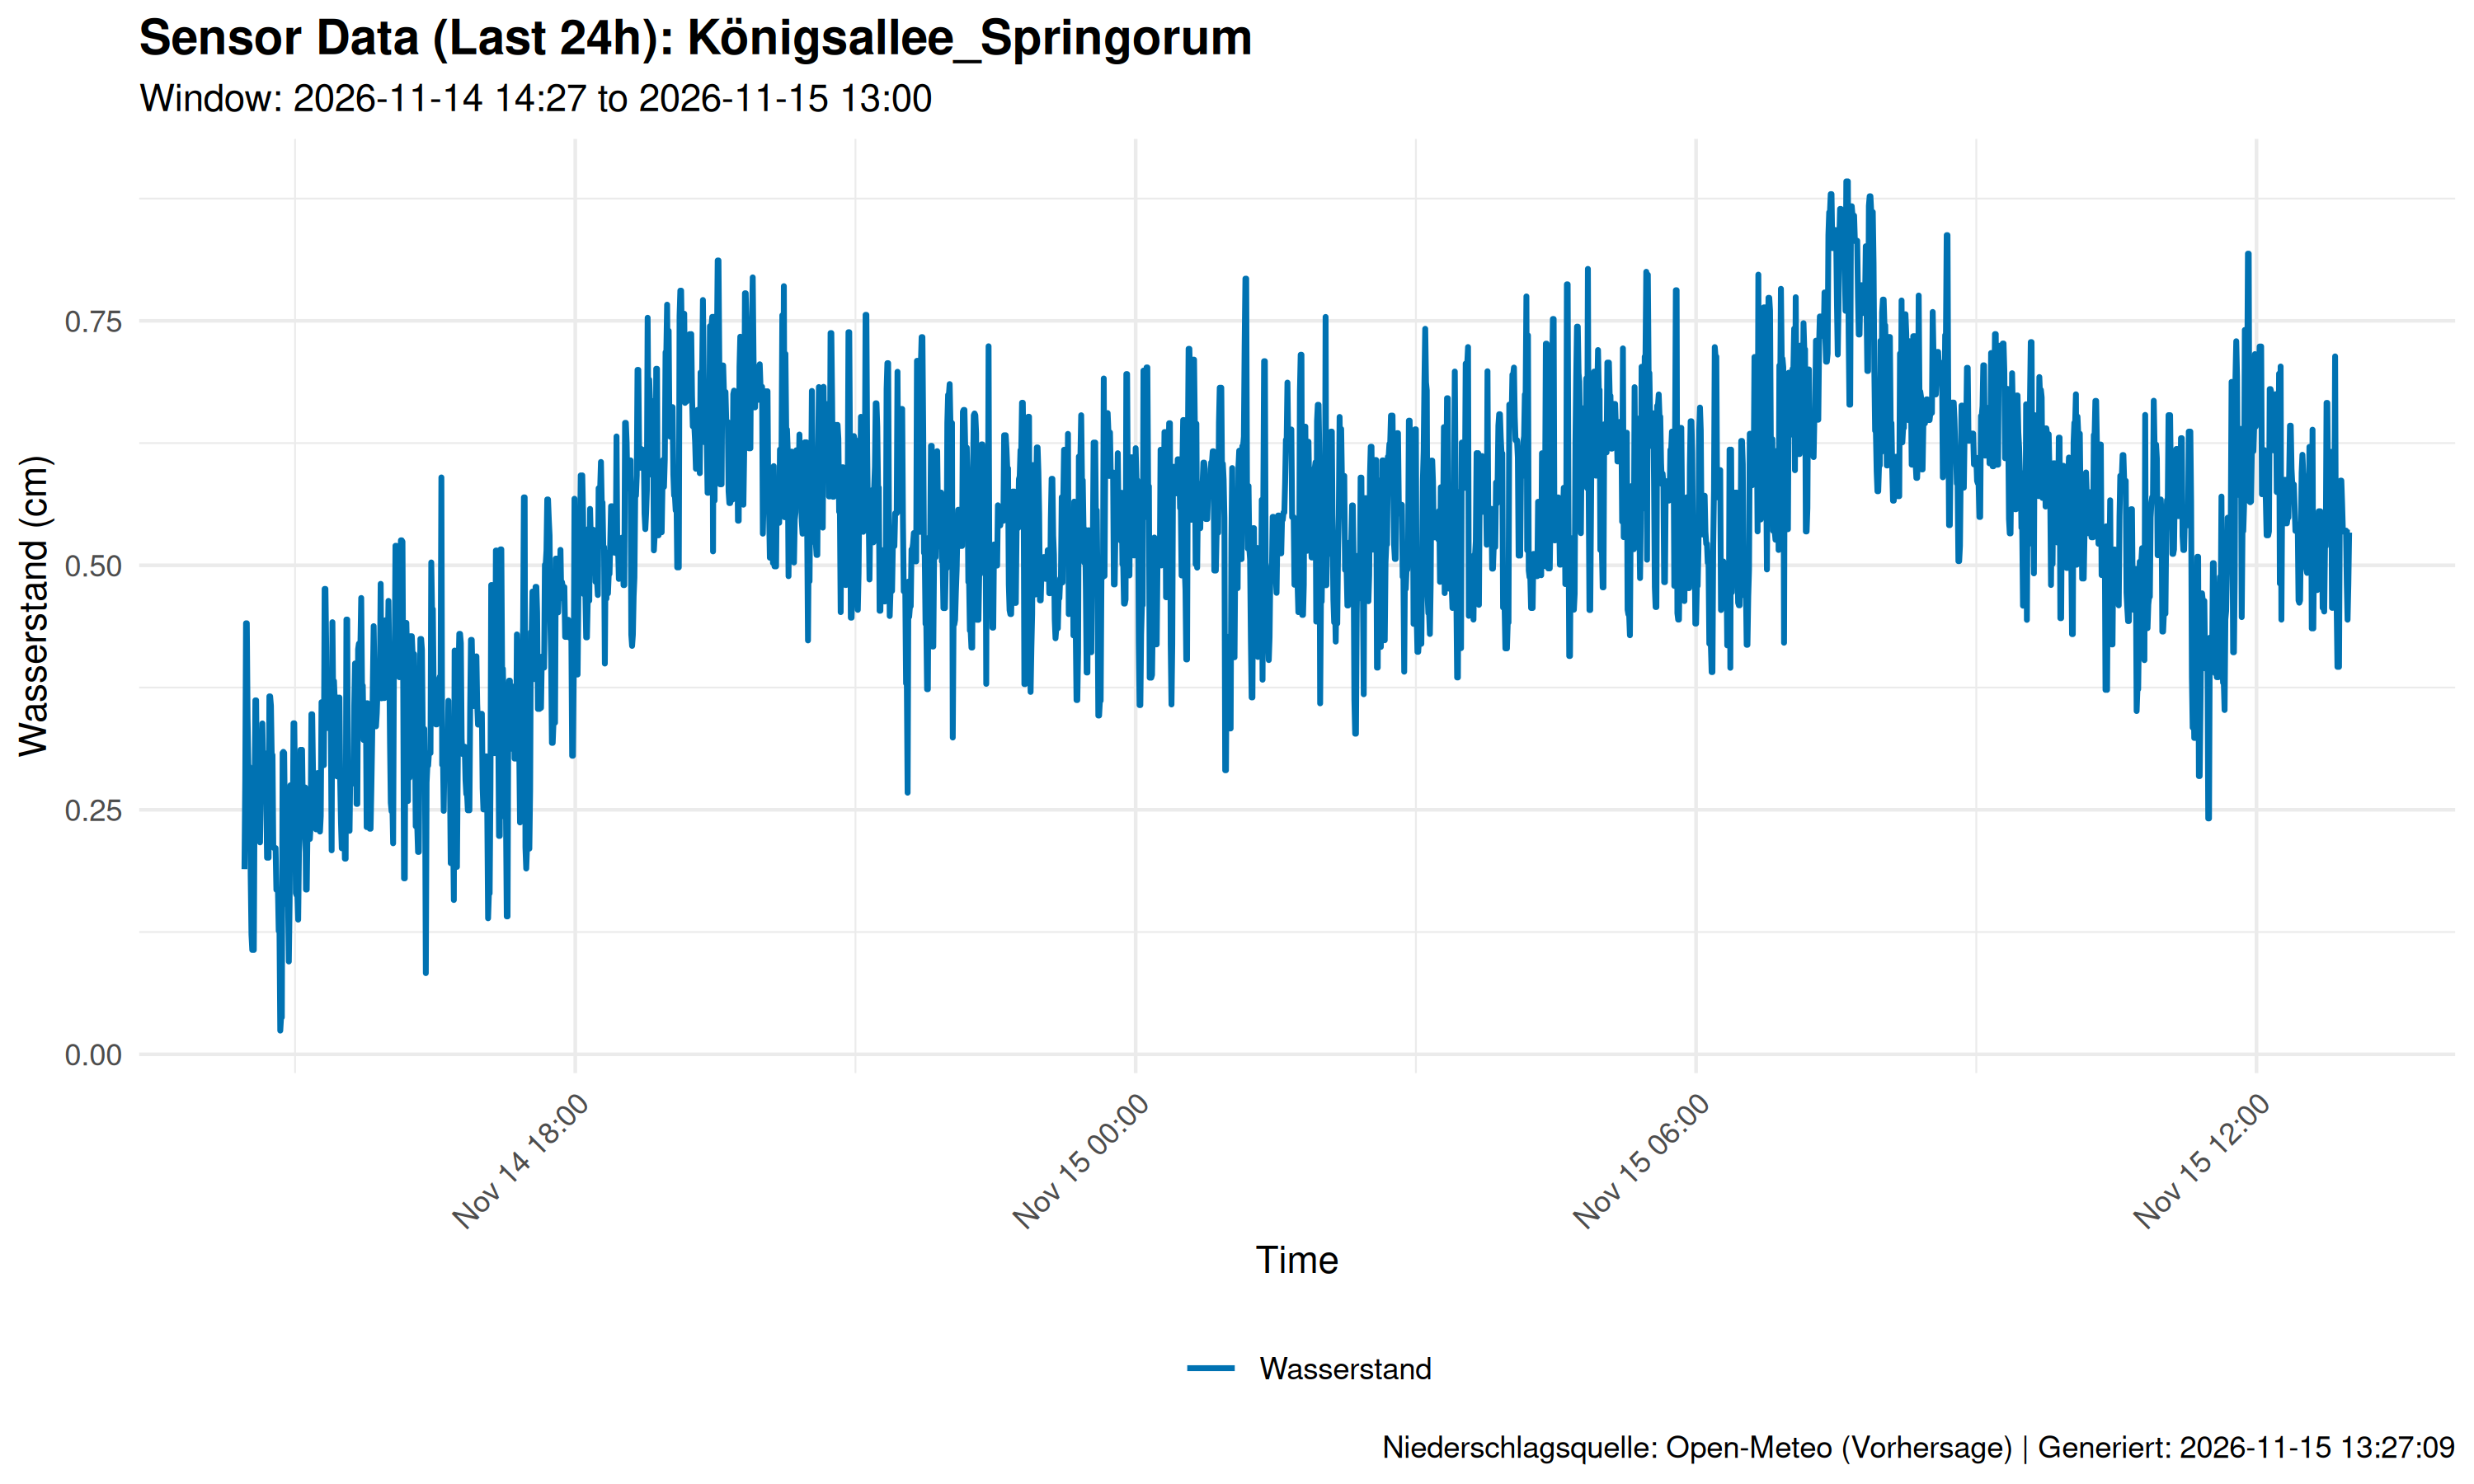 Sensor Data (Last 24h): Königsallee_Springorum
Window: 2026-11-14 14:27 to 2026-11-15 13:00
Wasserstand (cm)
0.75
0.50
0.25
0.00
Nov 14 18:00
Nov 15 00:00
Nov 15 06:00
Nov 15 12:00
Time
Wasserstand
Niederschlagsquelle: Open-Meteo (Vorhersage) | Generiert: 2026-11-15 13:27:09